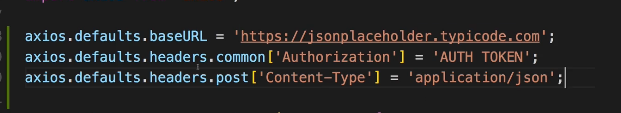 axios.defaults.baseURL = 'https://jsonplaceholder.typicode.com';
axios.defaults.headers.common['Authorization'] = 'AUTH TOKEN';
axios.defaults.headers.post['Content-Type'] = 'application/json';